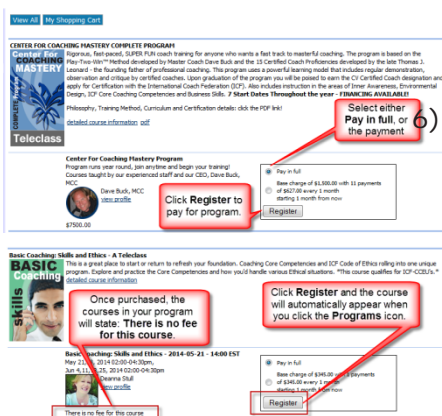 View All My Shopping Cart
CENTER FOR COACHING MASTERY COMPLETE PROGRAM
Center For
COACHING
MASTERY
COMPLETE PROGRAM
Teleclass
Rigorous, fast-paced, SUPER FUN coach training for anyone who wants a fast track to masterful coaching. The program is based on the
Play-Two-Win™ Method developed by Master Coach Dave Buck and the 15 Certified Coach Proficiencies developed by the late Thomas J.
Leonard - the founding father of professional coaching. This program uses a powerful learning model that includes regular demonstration,
observation and critique by certified coaches. Upon graduation of the program you will be poised to earn the CV Certified Coach designation and
apply for Certification with the International Coach Federation (ICF). Also includes instruction in the areas of Inner Awareness, Environmental
Design, ICF Core Coaching Competencies and Business Skills. 7 Start Dates Throughout the year - FINANCING AVAILABLE!
Philosophy, Training Method, Curriculum and Certification details: click the PDF link!
detailed course information pdf
Select either
Pay in full, or
the payment
6)
Center For Coaching Mastery Program
Program runs year round, join anytime and begin your training!
Courses taught by our experienced staff and our CEO, Dave Buck,
MCC
Dave Buck, MCC
view profile
$7500.00
Click Register to
pay for program.
Pay in full
Base charge of $1,500.00 with 11 payments
of $627.00 every 1 month
starting 1 month from now
Register
Basic Coaching: Skills and Ethics - A Teleclass
BASIC
Coaching
skills
This is a great place to start or return to refresh your foundation. Coaching Core Competencies and ICF Code of Ethics rolling into one unique
program. Explore and practice the Core Competencies and how you'd handle various Ethical situations. *This course qualifies for ICF-CCEU's.*
detailed course information
Once purchased, the
courses in your program
will state: There is no fee
for this course.
Click Register and the course
will automatically appear when
you click the Programs icon.
Basic Coaching: Skills and Ethics - 2014-05-21 - 14:00 EST
May 21, 2014 02:00-04:30pm,
Jun 4,11, 25, 2014 02:00-04:30pm
Deanna Stull
view profile
There is no fee for this course
Pay in full
Base charge of $345.00 with payments
of $345.00 every 1 month
starting 1 month from now
Register